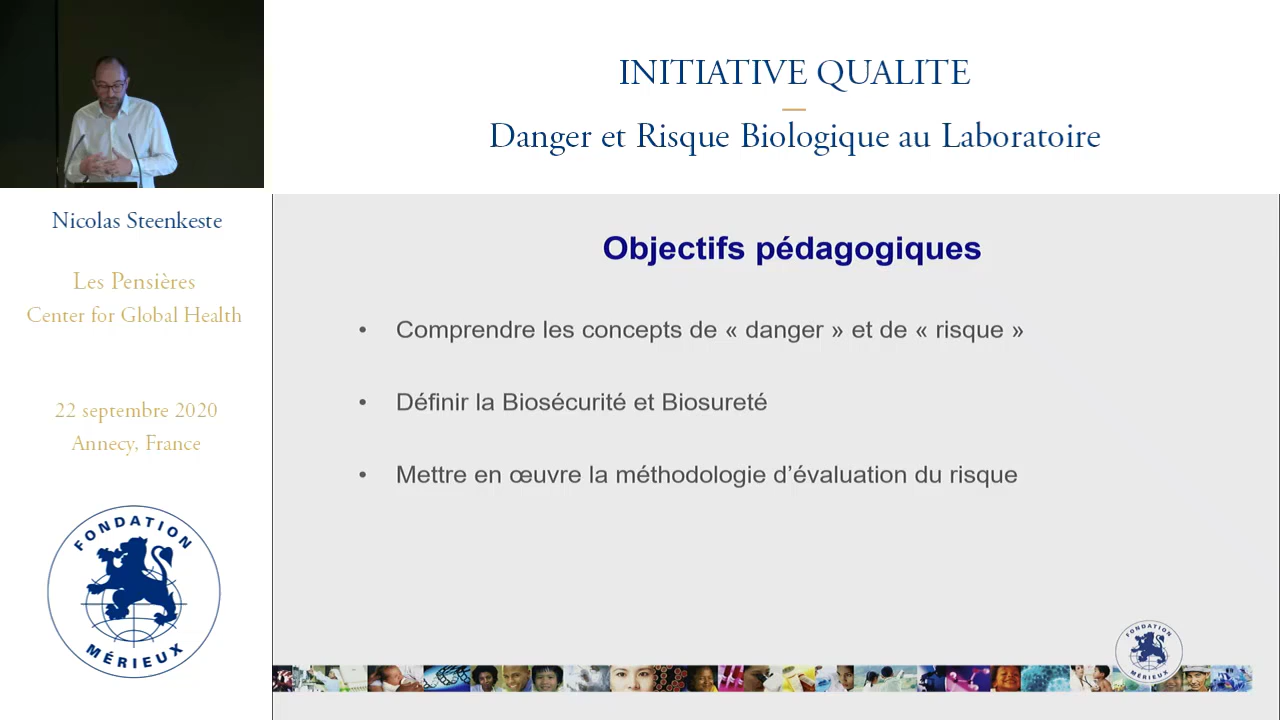 INITIATIVE QUALITE
Danger et Risque Biologique au Laboratoire
Nicolas Steenkeste
Les Pensières
Center for Global Health
22 septembre 2020
Annecy, France
FONDATION
MÉRIEUX
Objectifs pédagogiques
• Comprendre les concepts de « danger » et de « risque »
• Définir la Biosécurité et Biosureté
• Mettre en œuvre la méthodologie d’évaluation du risque
FONDATION
MÉRIEUX